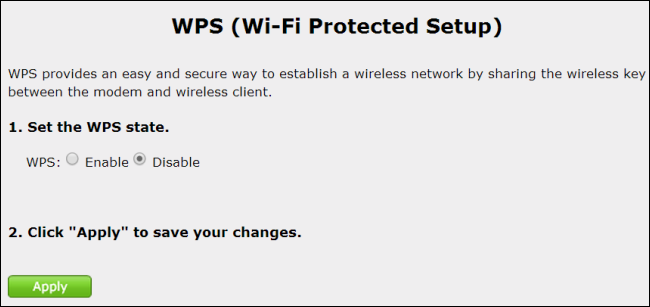 WPS (Wi-Fi Protected Setup)
WPS provides an easy and secure way to establish a wireless network by sharing the wireless key
between the modem and wireless client.
1. Set the WPS state.
WPS: Enable Disable
2. Click "Apply" to save your changes.
Apply